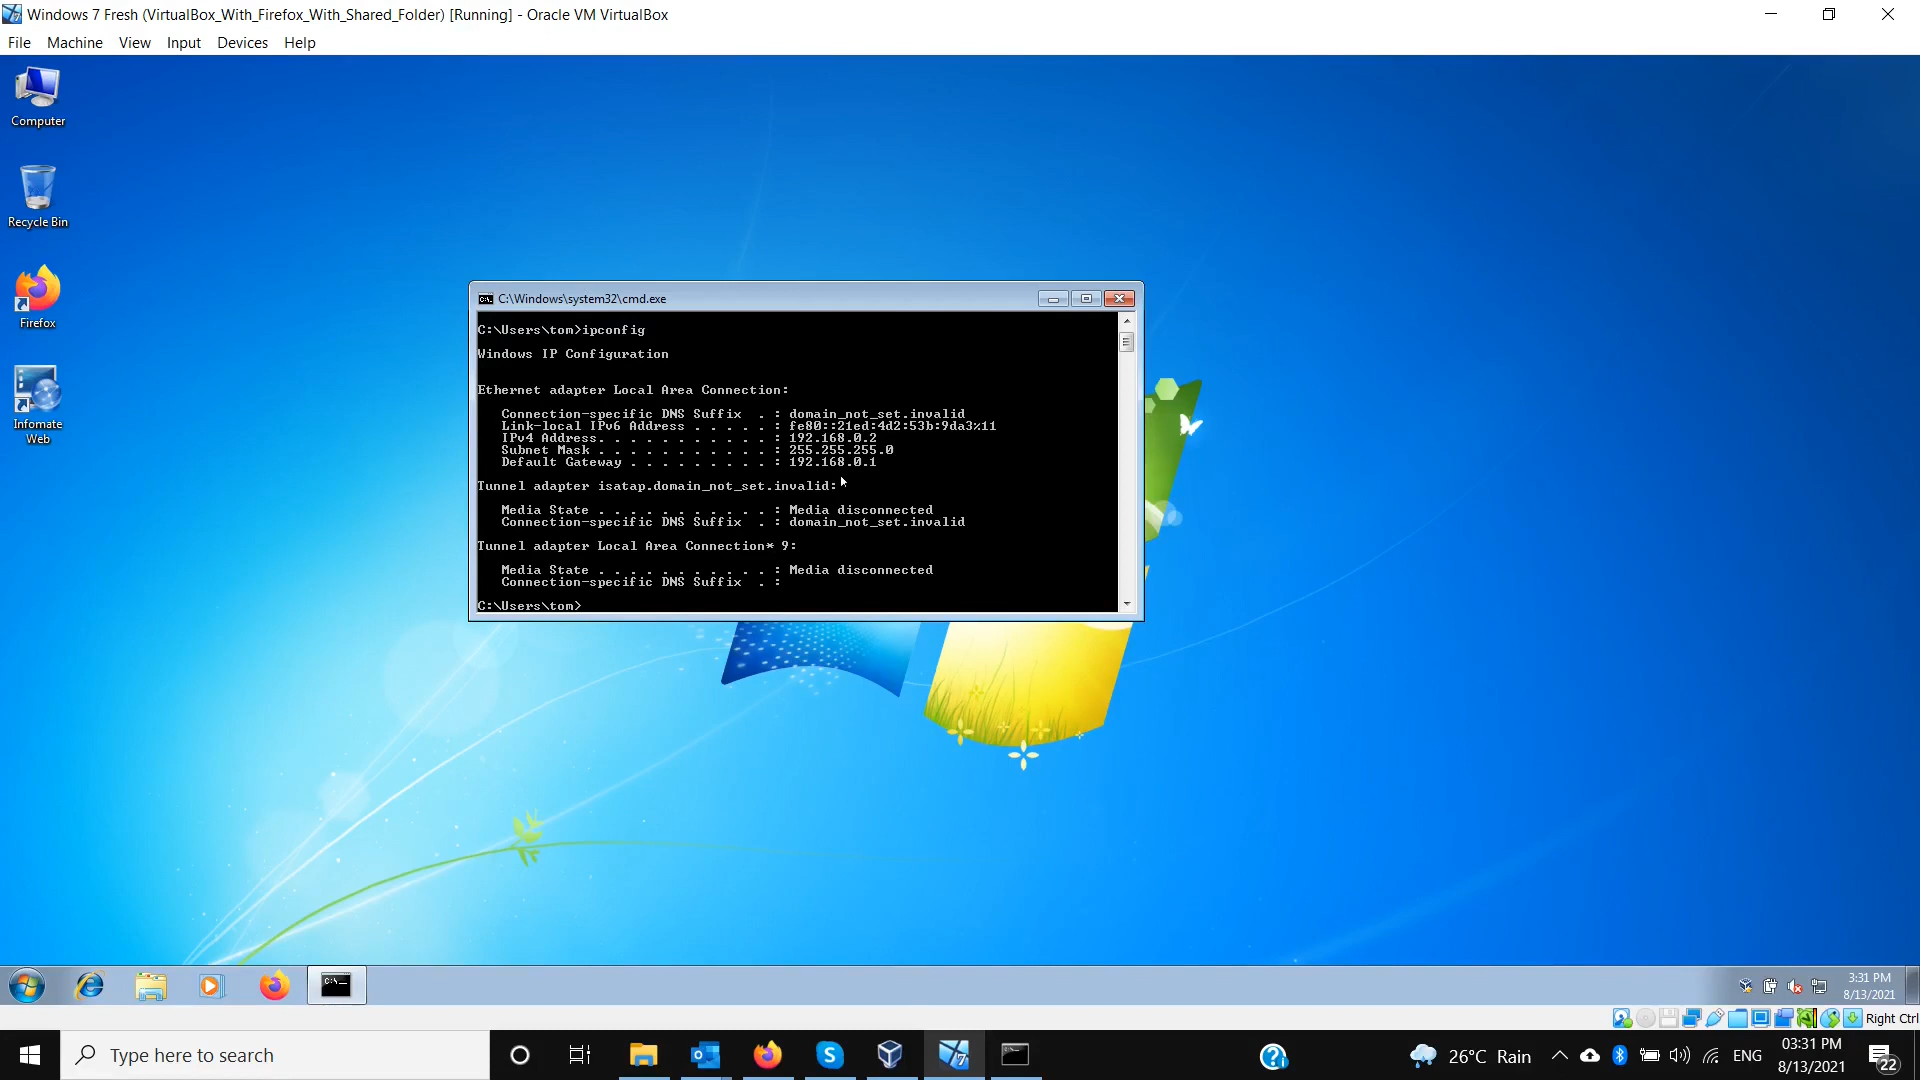 Windows 7 Fresh (VirtualBox_With_Firefox_With_Shared_Folder) [Running] - Oracle VM VirtualBox
File Machine View Input Devices Help
Computer
Recycle Bin
Firefox
Infomate
Web
C:\Windows\system32\cmd.exe
C:\Users\tom>ipconfig
Windows IP Configuration
Ethernet adapter Local Area Connection:
Connection-specific DNS Suffix . : domain_not_set.invalid
Link-local IPv6 Address . . . . . : fe80::21ed:4d2:53b:9da3%11
IPv4 Address. . . . . . . . . . . : 192.168.0.2
Subnet Mask . . . . . . . . . . . : 255.255.255.0
Default Gateway . . . . . . . . . : 192.168.0.1
Tunnel adapter isatap.domain_not_set.invalid:
Media State . . . . . . . . . . . : Media disconnected
Connection-specific DNS Suffix . : domain_not_set.invalid
Tunnel adapter Local Area Connection* 9:
Media State . . . . . . . . . . . : Media disconnected
Connection-specific DNS Suffix . :
C:\Users\tom>
3:31 PM
8/13/2021
Right Ctrl
Type here to search
26°C Rain
ENG
03:31 PM
8/13/2021
22